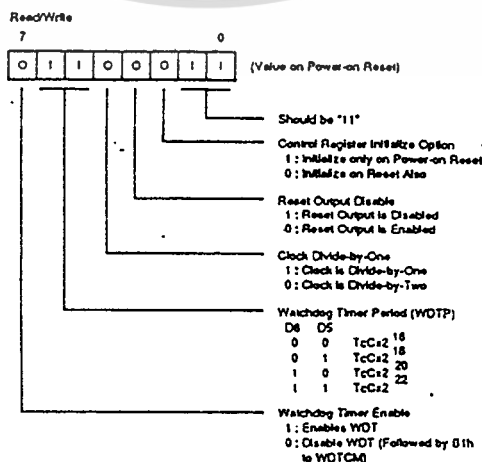 Read/Write
7 0
0 1 1 0 0 0 1 1 (Value on Power-on Reset)
Should be "11"
Control Register Initialize Option
1 : Initialize only on Power-on Reset
0 : Initialize on Reset Also
Reset Output Disable
1 : Reset Output is Disabled
0 : Reset Output is Enabled
Clock Divide-by-One
1 : Clock is Divide-by-One
0 : Clock is Divide-by-Two
Watchdog Timer Period (WDTP)
D6 D5
0 0 TcCx2 16
0 1 TcCx2 18
1 0 TcCx2 20
1 1 TcCx2 22
Watchdog Timer Enable
1 : Enables WDT
0 : Disable WDT (Followed by B1h
to WDTCM)